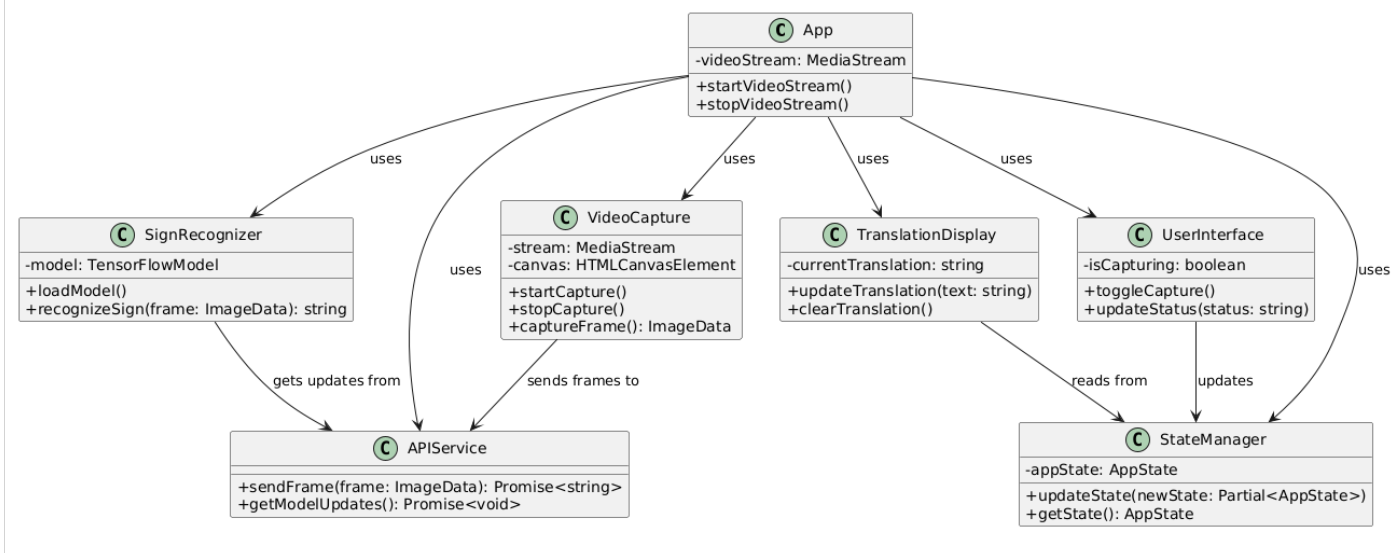 C App
-videoStream: MediaStream
+startVideoStream()
+stopVideoStream()
uses
uses
uses
uses
uses
uses
C SignRecognizer
-model: TensorFlowModel
+loadModel()
+recognizeSign(frame: ImageData): string
C VideoCapture
-stream: MediaStream
-canvas: HTMLCanvasElement
+startCapture()
+stopCapture()
+captureFrame(): ImageData
C TranslationDisplay
-currentTranslation: string
+updateTranslation(text: string)
+clearTranslation()
C UserInterface
-isCapturing: boolean
+toggleCapture()
+updateStatus(status: string)
gets updates from
sends frames to
reads from
updates
C APIService
+sendFrame(frame: ImageData): Promise<string>
+getModelUpdates(): Promise<void>
C StateManager
-appState: AppState
+updateState(newState: Partial<AppState>)
+getState(): AppState